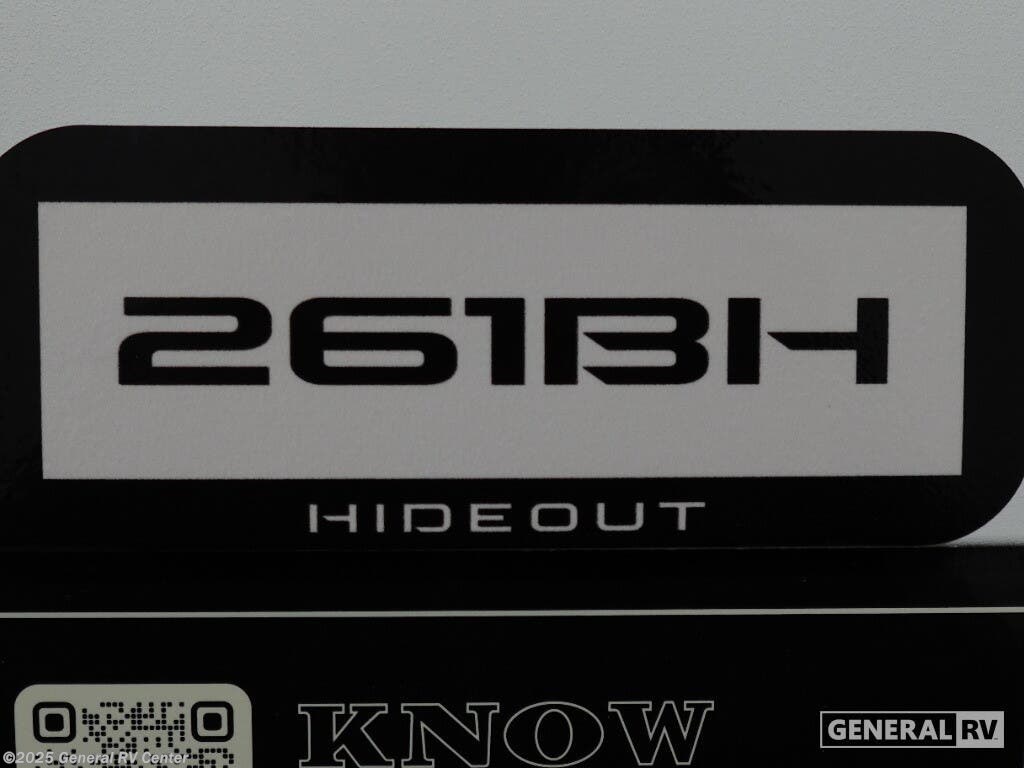 261BH
HIDEOUT
KNOW
GENERAL RV
©2025 General RV Center